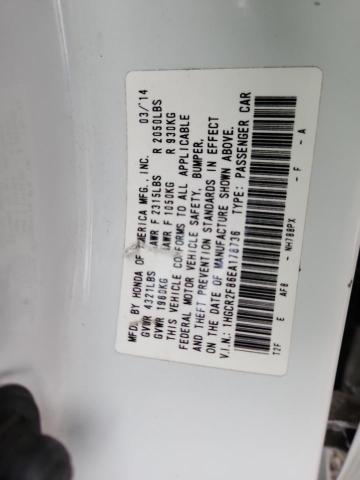 MFD. BY HONDA OF AMERICA MFG., INC. 03/'14
GVWR 4321LBS GAWR F 2315LBS R 2050LBS
GVWR 1960KG GAWR F 1050KG R 930KG
THIS VEHICLE CONFORMS TO ALL APPLICABLE
FEDERAL MOTOR VEHICLE SAFETY, BUMPER,
AND THEFT PREVENTION STANDARDS IN EFFECT
ON THE DATE OF MANUFACTURE SHOWN ABOVE.
V.I.N.: 1HGCR2F86EA178736 TYPE: PASSENGER CAR
T2F E AF8 - NH788PX - F - A